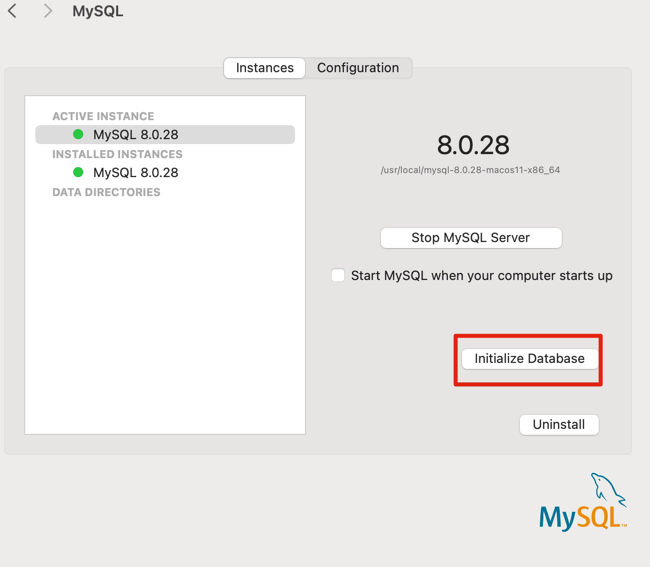 MySQL
Instances Configuration
ACTIVE INSTANCE
MySQL 8.0.28
INSTALLED INSTANCES
MySQL 8.0.28
DATA DIRECTORIES
8.0.28
/usr/local/mysql-8.0.28-macos11-x86_64
Stop MySQL Server
Start MySQL when your computer starts up
Initialize Database
Uninstall
MySQL™